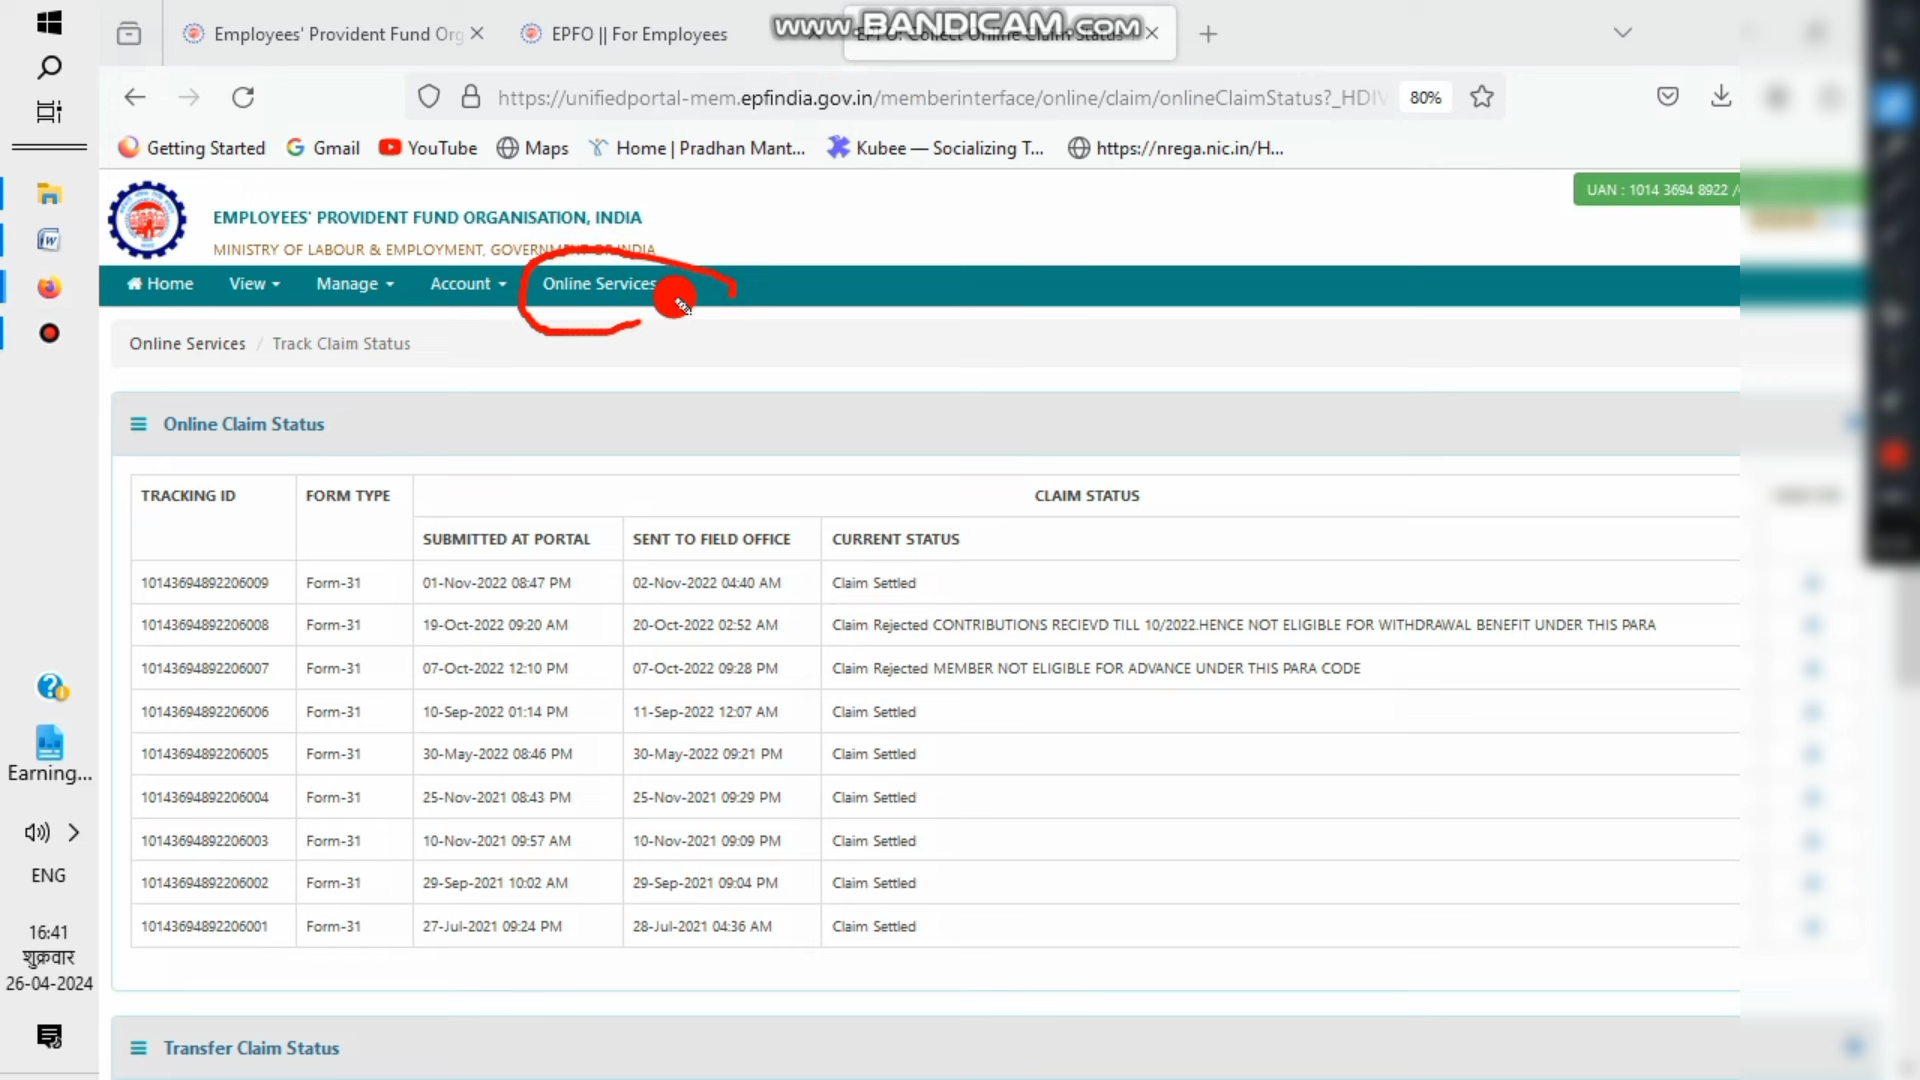 www.BANDICAM.com
Employees' Provident Fund Org
EPFO || For Employees
EPFO: Collect Online Claim Status
https://unifiedportal-mem.epfindia.gov.in/memberinterface/online/claim/onlineClaimStatus?_HDIV
80%
Getting Started
Gmail
YouTube
Maps
Home | Pradhan Mant...
Kubee — Socializing T...
https://nrega.nic.in/H...
UAN : 1014 3694 8922 /
EMPLOYEES' PROVIDENT FUND ORGANISATION, INDIA
MINISTRY OF LABOUR & EMPLOYMENT, GOVERNMENT OF INDIA
Home View Manage Account Online Services
Online Services / Track Claim Status
Online Claim Status
TRACKING ID FORM TYPE CLAIM STATUS
SUBMITTED AT PORTAL SENT TO FIELD OFFICE CURRENT STATUS
10143694892206009 Form-31 01-Nov-2022 08:47 PM 02-Nov-2022 04:40 AM Claim Settled
10143694892206008 Form-31 19-Oct-2022 09:20 AM 20-Oct-2022 02:52 AM Claim Rejected CONTRIBUTIONS RECIEVD TILL 10/2022.HENCE NOT ELIGIBLE FOR WITHDRAWAL BENEFIT UNDER THIS PARA
10143694892206007 Form-31 07-Oct-2022 12:10 PM 07-Oct-2022 09:28 PM Claim Rejected MEMBER NOT ELIGIBLE FOR ADVANCE UNDER THIS PARA CODE
10143694892206006 Form-31 10-Sep-2022 01:14 PM 11-Sep-2022 12:07 AM Claim Settled
10143694892206005 Form-31 30-May-2022 08:46 PM 30-May-2022 09:21 PM Claim Settled
10143694892206004 Form-31 25-Nov-2021 08:43 PM 25-Nov-2021 09:29 PM Claim Settled
10143694892206003 Form-31 10-Nov-2021 09:57 AM 10-Nov-2021 09:09 PM Claim Settled
10143694892206002 Form-31 29-Sep-2021 10:02 AM 29-Sep-2021 09:04 PM Claim Settled
10143694892206001 Form-31 27-Jul-2021 09:24 PM 28-Jul-2021 04:36 AM Claim Settled
Transfer Claim Status
Earning...
ENG
16:41
शुक्रवार
26-04-2024